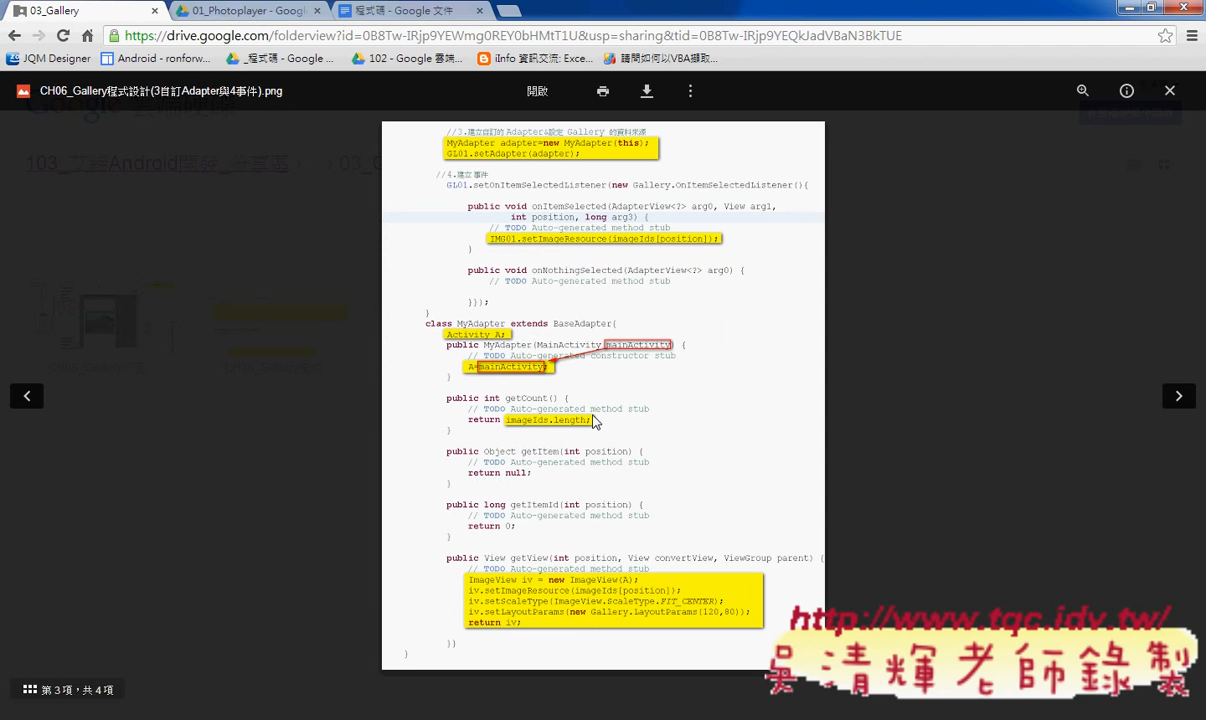 03_Gallery
01_Photoplayer - Google
程式碼 - Google 文件
https://drive.google.com/folderview?id=0B8Tw-IRjp9YEWmg0REY0bHMtT1U&usp=sharing&tid=0B8Tw-IRjp9YEQkJadVBaN3BkTUE
JQM Designer
Android - ronforw...
_程式碼 - Google ...
102 - Google 雲端...
iInfo 資訊交流: Exce...
請問如何以VBA擷取...
CH06_Gallery程式設計(3自訂Adapter與4事件).png
開啟
//3.建立自訂的 Adapter&設定 Gallery 的資料來源
MyAdapter adapter=new MyAdapter(this);
GL01.setAdapter(adapter);
//4.建立事件
GL01.setOnItemSelectedListener(new Gallery.OnItemSelectedListener(){
public void onItemSelected(AdapterView<?> arg0, View arg1,
int position, long arg3) {
// TODO Auto-generated method stub
IMG01.setImageResource(imageIds[position]);
}
public void onNothingSelected(AdapterView<?> arg0) {
// TODO Auto-generated method stub
}});
}
class MyAdapter extends BaseAdapter{
Activity A;
public MyAdapter(MainActivity mainActivity) {
// TODO Auto-generated constructor stub
A=mainActivity;
}
public int getCount() {
// TODO Auto-generated method stub
return imageIds.length;
}
public Object getItem(int position) {
// TODO Auto-generated method stub
return null;
}
public long getItemId(int position) {
// TODO Auto-generated method stub
return 0;
}
public View getView(int position, View convertView, ViewGroup parent) {
// TODO Auto-generated method stub
ImageView iv = new ImageView(A);
iv.setImageResource(imageIds[position]);
iv.setScaleType(ImageView.ScaleType.FIT_CENTER);
iv.setLayoutParams(new Gallery.LayoutParams(120,80));
return iv;
})
}
第 3 項，共 4 項
http://www.tqc.idv.tw/
吳清輝老師錄製